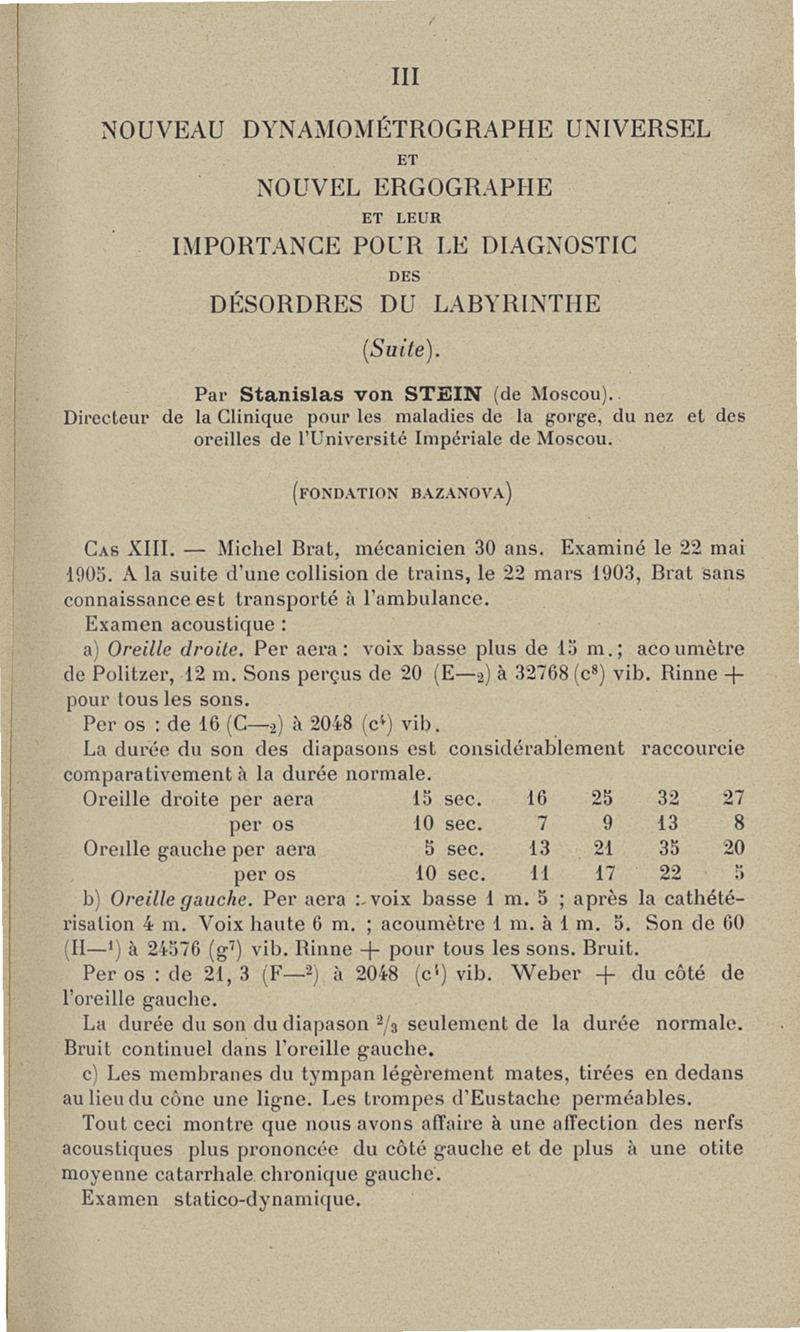 III
NOUVEAU DYNAMOMÉTROGRAPHE UNIVERSEL
ET
NOUVEL ERGOGRAPHE
ET LEUR
IMPORTANCE POUR LE DIAGNOSTIC
DES
DÉSORDRES DU LABYRINTHE
(Suite).
Par Stanislas von STEIN (de Moscou).
Directeur de la Clinique pour les maladies de la gorge, du nez et des
oreilles de l'Université Impériale de Moscou.
(FONDATION BAZANOVA)
CAS XIII. — Michel Brat, mécanicien 30 ans. Examiné le 22 mai
1905. A la suite d'une collision de trains, le 22 mars 1903, Brat sans
connaissance est transporté à l'ambulance.
Examen acoustique :
a) Oreille droite. Per aera : voix basse plus de 15 m. ; acoumètre
de Politzer, 12 m. Sons perçus de 20 (E—₂) à 32768 (c⁸) vib. Rinne +
pour tous les sons.
Per os : de 16 (C—₂) à 2048 (c⁴) vib.
La durée du son des diapasons est considérablement raccourcie
comparativement à la durée normale.
Oreille droite per aera 15 sec. 16 25 32 27
per os 10 sec. 7 9 13 8
Oreille gauche per aera 5 sec. 13 21 35 20
per os 10 sec. 11 17 22 5
b) Oreille gauche. Per aera : voix basse 1 m. 5 ; après la cathété-
risation 4 m. Voix haute 6 m. ; acoumètre 1 m. à 1 m. 5. Son de 60
(H—¹) à 24576 (g⁷) vib. Rinne + pour tous les sons. Bruit.
Per os : de 21, 3 (F—²) à 2048 (c⁴) vib. Weber + du côté de
l'oreille gauche.
La durée du son du diapason ²/₃ seulement de la durée normale.
Bruit continuel dans l'oreille gauche.
c) Les membranes du tympan légèrement mates, tirées en dedans
au lieu du cône une ligne. Les trompes d'Eustache perméables.
Tout ceci montre que nous avons affaire à une affection des nerfs
acoustiques plus prononcée du côté gauche et de plus à une otite
moyenne catarrhale chronique gauche.
Examen statico-dynamique.